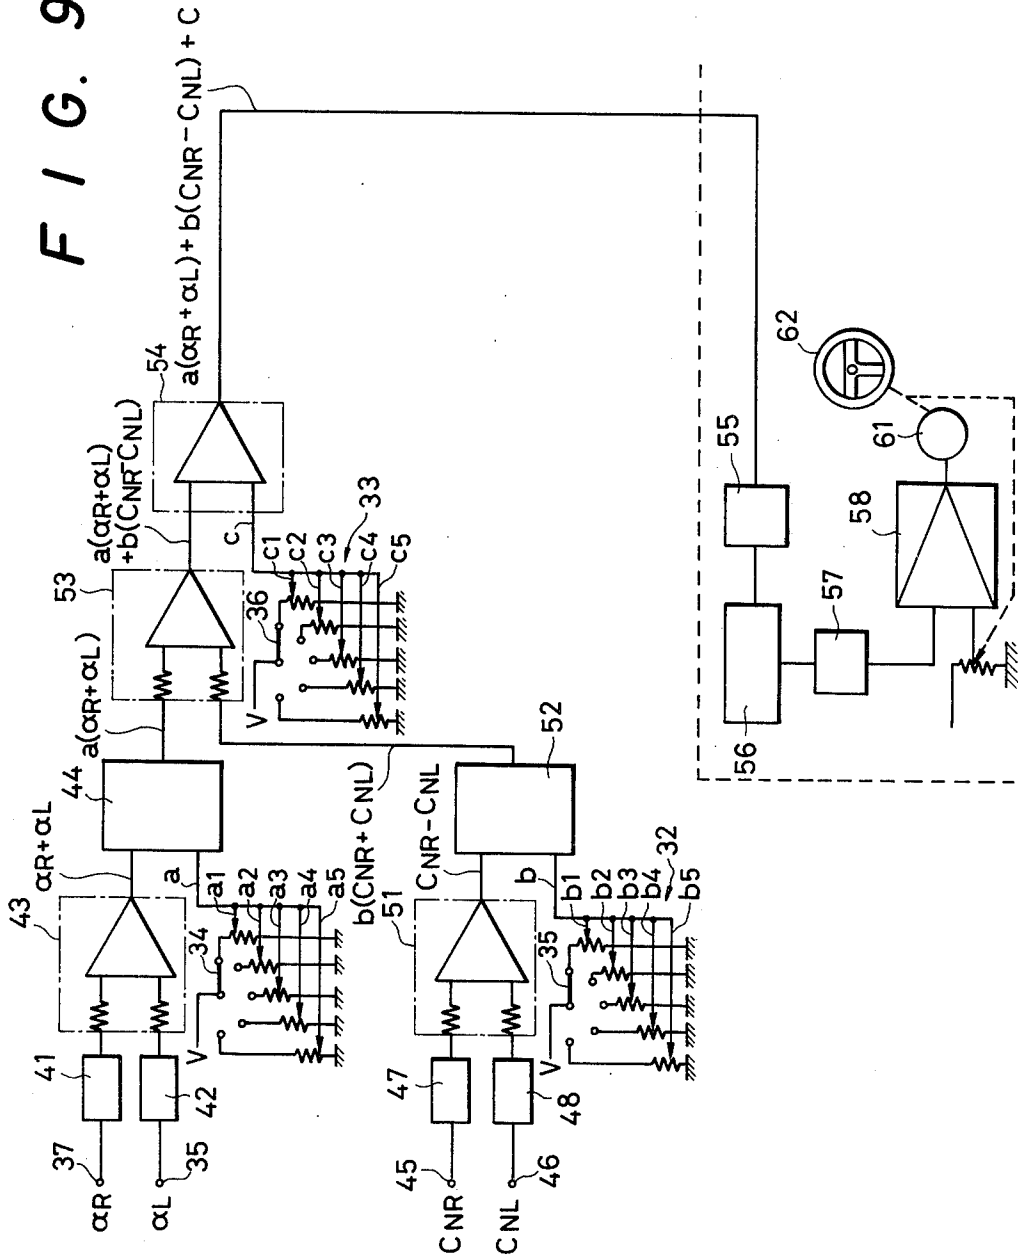 F I G. 9
αR
37
41
αL
35
42
43
αR+αL
44
a(αR+αL)
53
a(αR+αL)
+b(CNR-CNL)
54
a(αR+αL)+b(CNR-CNL)+C
V
34
a
a1
a2
a3
a4
a5
V
36
c
c1
c2
c3
c4
c5
33
CNR
45
47
CNL
46
48
51
CNR-CNL
b(CNR+CNL)
52
V
35
b
b1
b2
b3
b4
b5
32
55
56
57
58
61
62